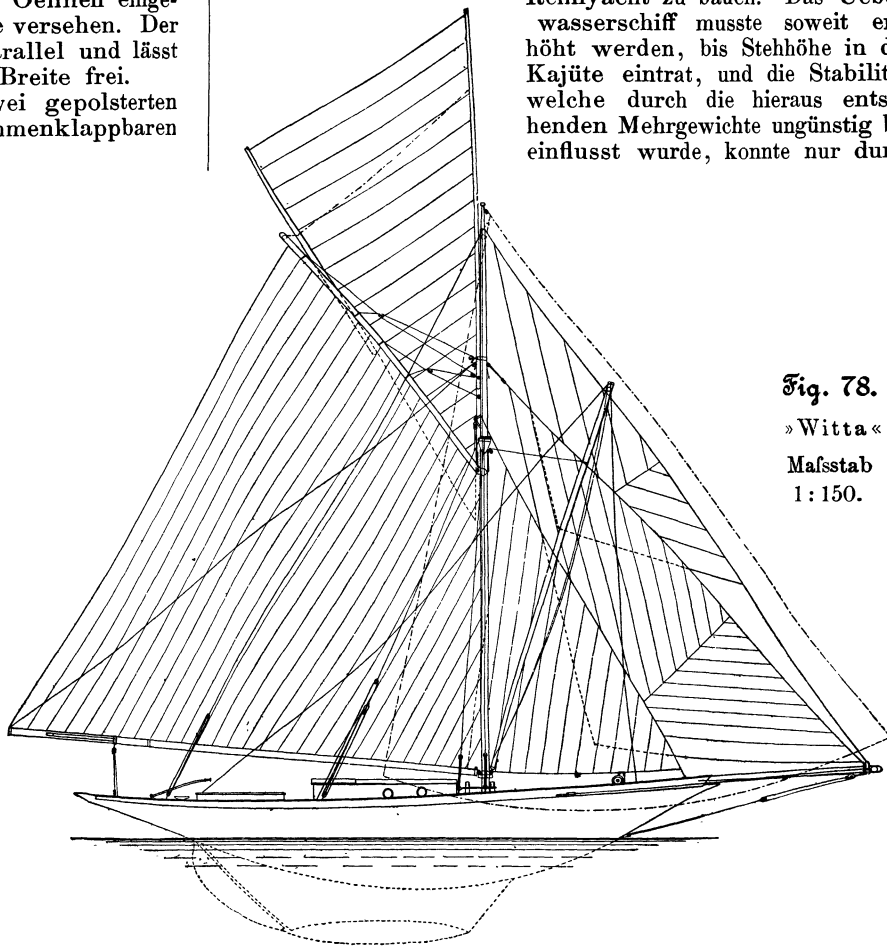 Oeffnen einge-
e versehen. Der
rallel und lässt
Breite frei.
vei gepolsterten
nmenklappbaren
zu bauen. Das
wasserschiff musste soweit er
höht werden, bis Stehhöhe in d
Kajüte eintrat, und die Stabilit
welche durch die hieraus ents
henden Mehrgewichte ungünstig b
einflusst wurde, konnte nur dur
Fig. 78.
»Witta«
Maſsstab
1 : 150.